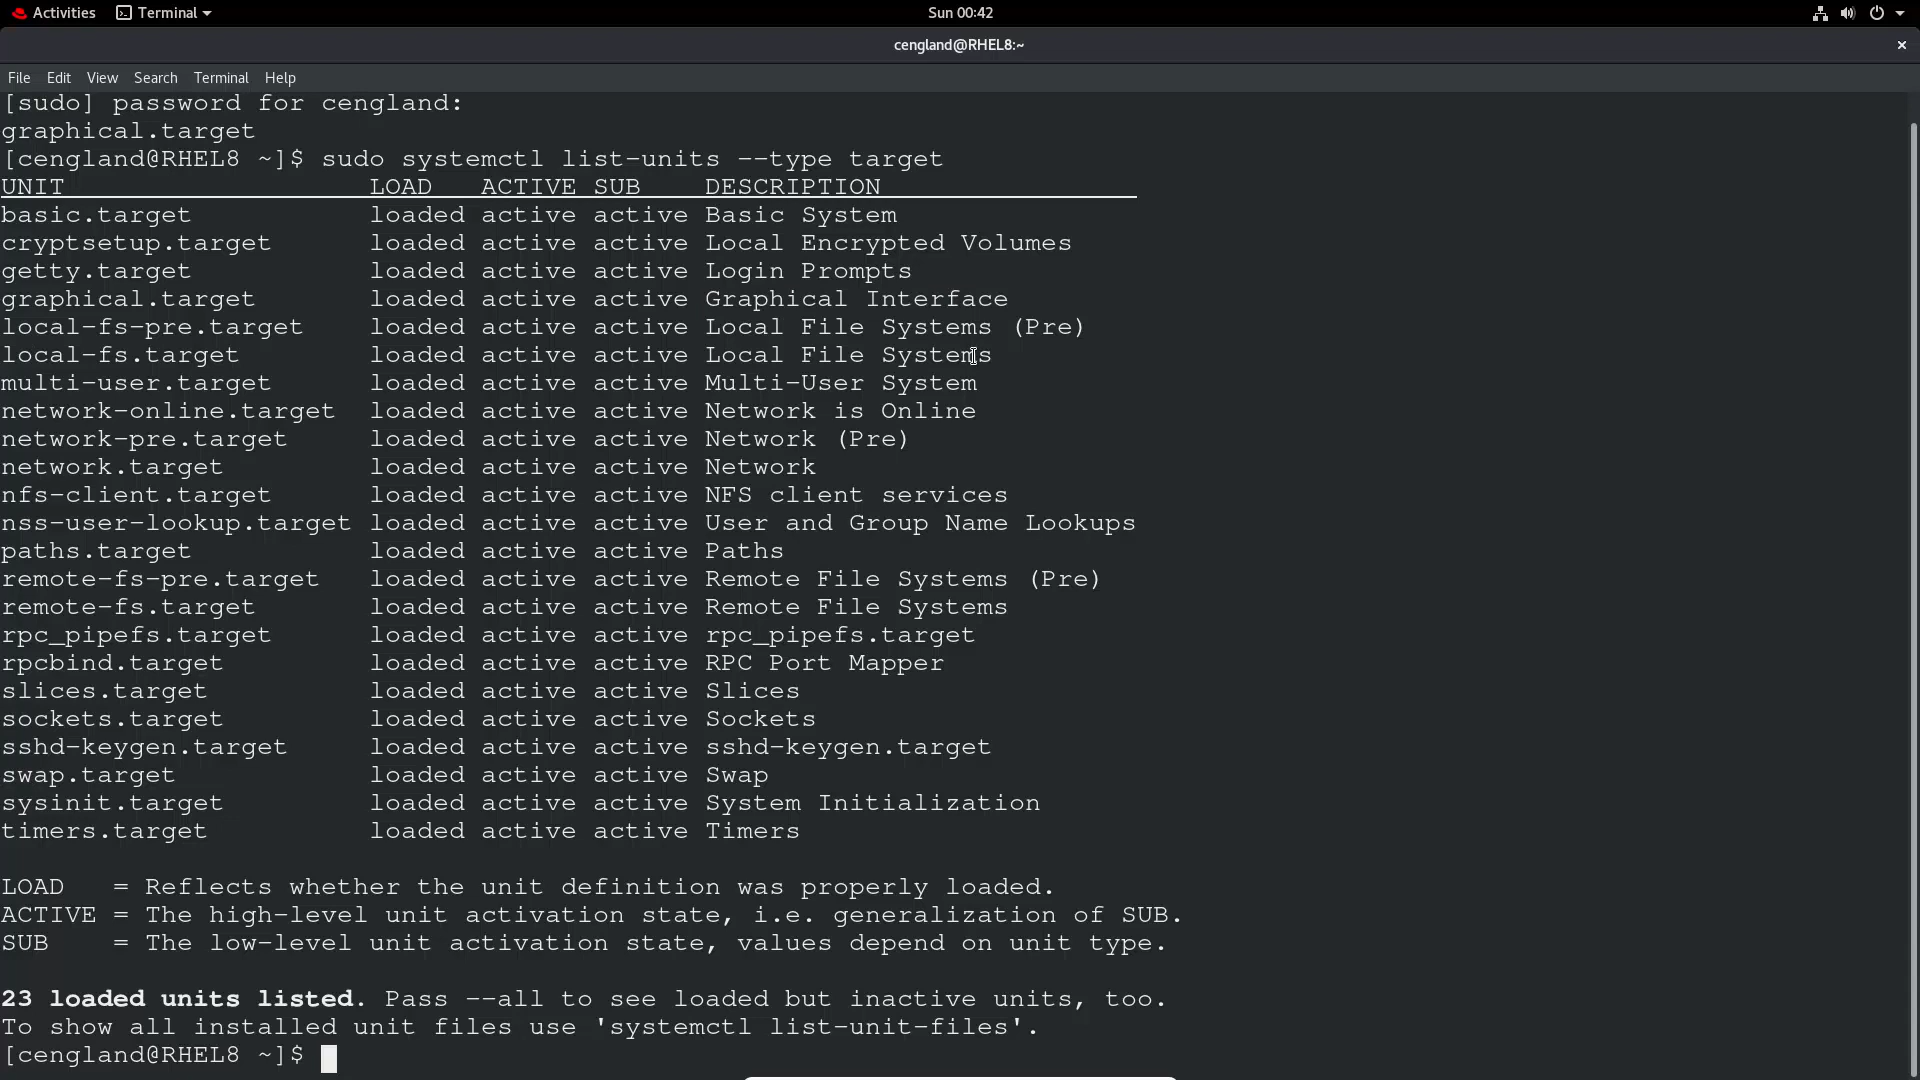 Activities Terminal Sun 00:42
cengland@RHEL8:~ ×
File Edit View Search Terminal Help
[sudo] password for cengland:
graphical.target
[cengland@RHEL8 ~]$ sudo systemctl list-units --type target
UNIT LOAD ACTIVE SUB DESCRIPTION
basic.target loaded active active Basic System
cryptsetup.target loaded active active Local Encrypted Volumes
getty.target loaded active active Login Prompts
graphical.target loaded active active Graphical Interface
local-fs-pre.target loaded active active Local File Systems (Pre)
local-fs.target loaded active active Local File Systems
multi-user.target loaded active active Multi-User System
network-online.target loaded active active Network is Online
network-pre.target loaded active active Network (Pre)
network.target loaded active active Network
nfs-client.target loaded active active NFS client services
nss-user-lookup.target loaded active active User and Group Name Lookups
paths.target loaded active active Paths
remote-fs-pre.target loaded active active Remote File Systems (Pre)
remote-fs.target loaded active active Remote File Systems
rpc_pipefs.target loaded active active rpc_pipefs.target
rpcbind.target loaded active active RPC Port Mapper
slices.target loaded active active Slices
sockets.target loaded active active Sockets
sshd-keygen.target loaded active active sshd-keygen.target
swap.target loaded active active Swap
sysinit.target loaded active active System Initialization
timers.target loaded active active Timers
LOAD = Reflects whether the unit definition was properly loaded.
ACTIVE = The high-level unit activation state, i.e. generalization of SUB.
SUB = The low-level unit activation state, values depend on unit type.
23 loaded units listed. Pass --all to see loaded but inactive units, too.
To show all installed unit files use 'systemctl list-unit-files'.
[cengland@RHEL8 ~]$